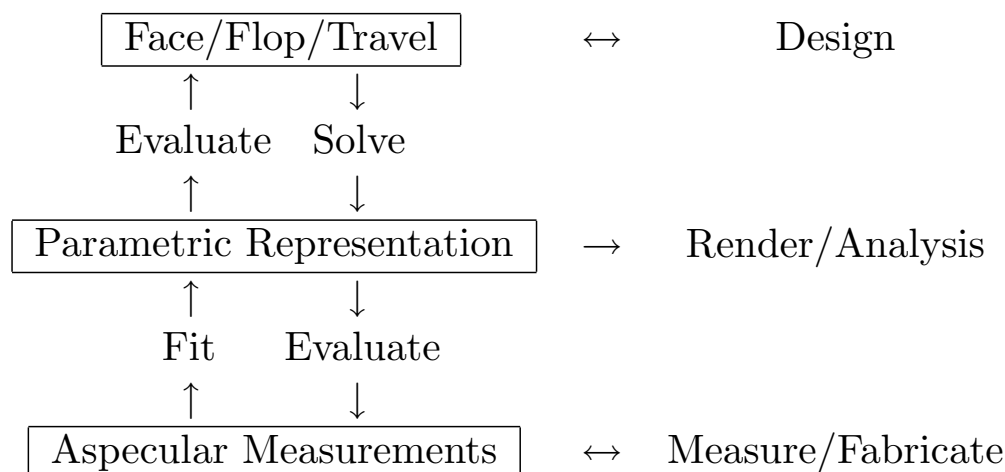 Face/Flop/Travel ↔ Design
↑ ↓
Evaluate Solve
↑ ↓
Parametric Representation → Render/Analysis
↑ ↓
Fit Evaluate
↑ ↓
Aspecular Measurements ↔ Measure/Fabricate